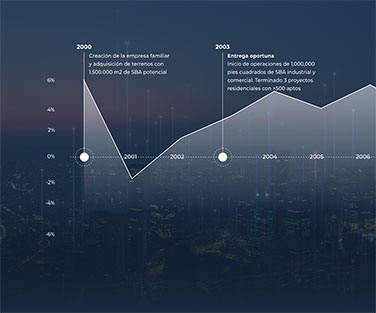 2000
Creación de la empresa familiar
y adquisición de terrenos con
1.500.000 m2 de SBA potencial
2003
Entrega oportuna
Inicio de operaciones de 1,000,000
pies cuadrados de SBA industrial y
comercial. Terminado 3 proyectos
residenciales con >500 aptos
6%
4%
2%
0%
-2%
-4%
-6%
2001
2002
2004
2005
2006